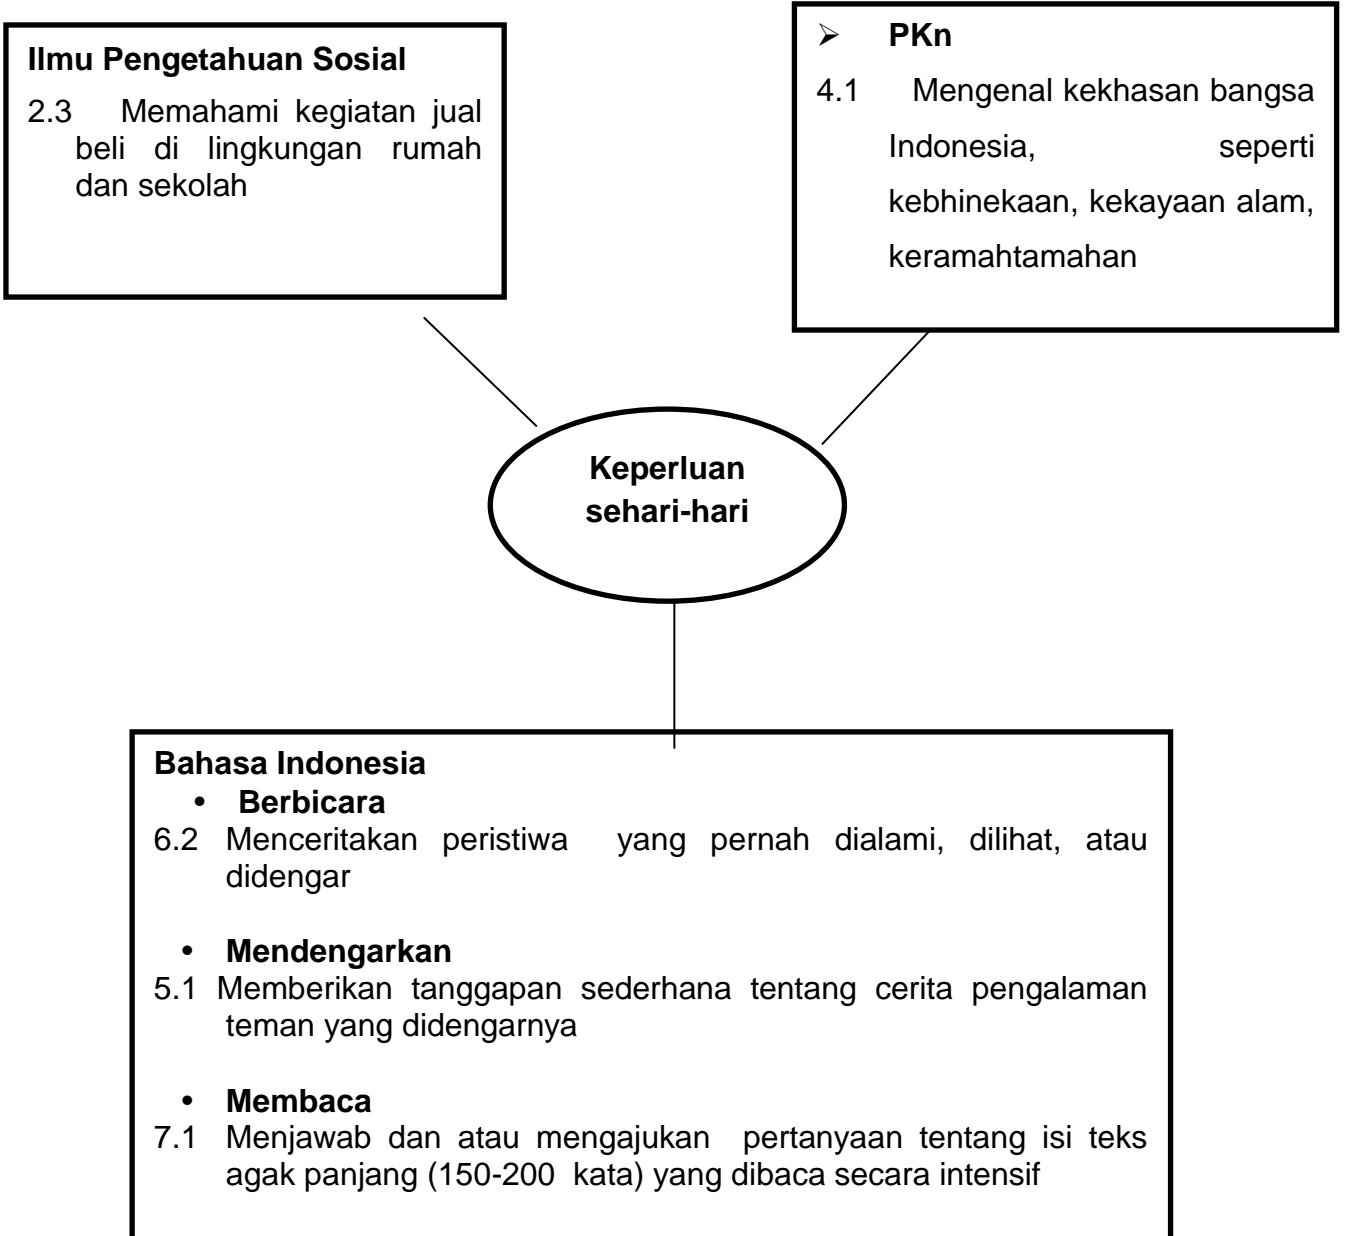 Ilmu Pengetahuan Sosial
2.3 Memahami kegiatan jual
beli di lingkungan rumah
dan sekolah
➢ PKn
4.1 Mengenal kekhasan bangsa
Indonesia, seperti
kebhinekaan, kekayaan alam,
keramahtamahan
Keperluan
sehari-hari
Bahasa Indonesia
• Berbicara
6.2 Menceritakan peristiwa yang pernah dialami, dilihat, atau
didengar
• Mendengarkan
5.1 Memberikan tanggapan sederhana tentang cerita pengalaman
teman yang didengarnya
• Membaca
7.1 Menjawab dan atau mengajukan pertanyaan tentang isi teks
agak panjang (150-200 kata) yang dibaca secara intensif